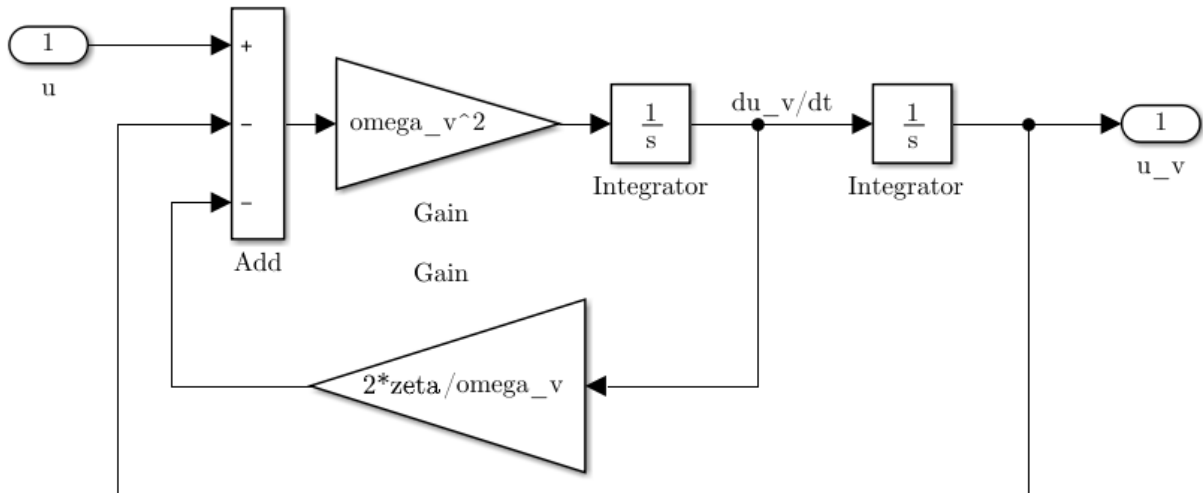 1
u
+
-
-
Add
omega_v^2
Gain
1
s
Integrator
du_v/dt
1
s
Integrator
1
u_v
Gain
2*zeta/omega_v